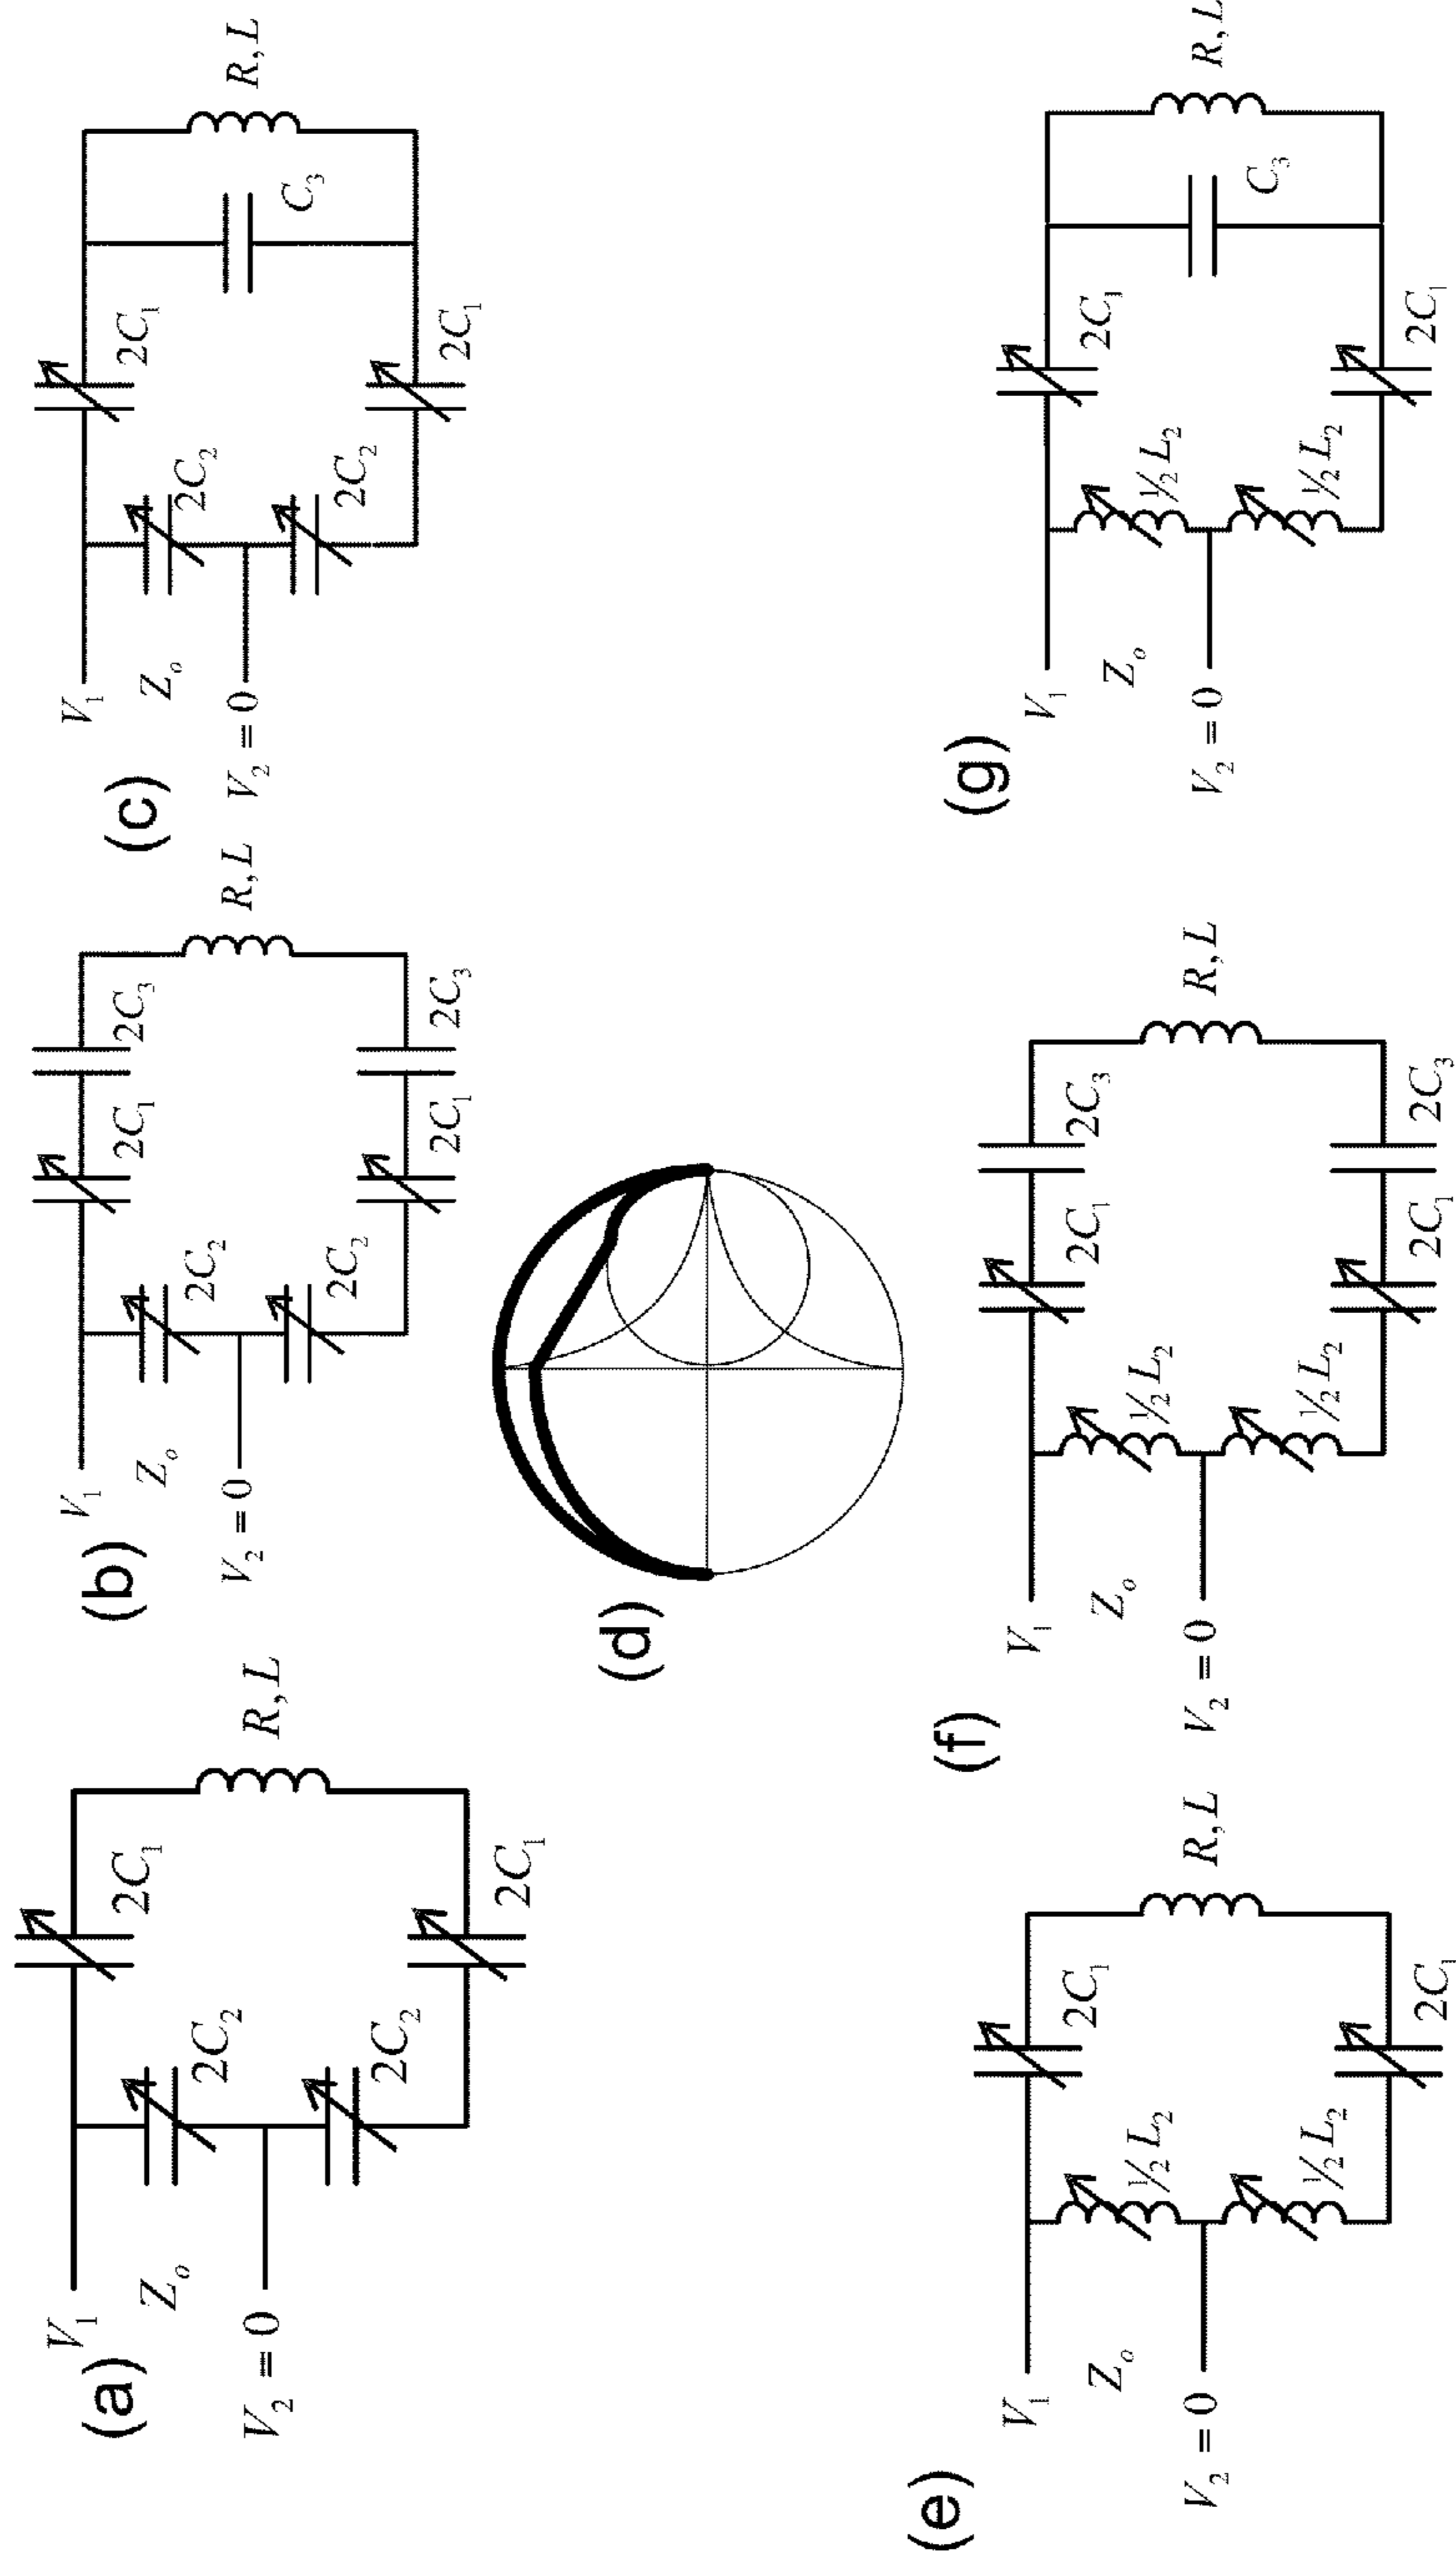 (a)
V₁
Zₒ
V₂ = 0
2C₂
2C₂
2C₁
2C₁
R, L
(b)
V₁
Zₒ
V₂ = 0
2C₂
2C₂
2C₁
2C₁
2C₃
2C₃
R, L
(c)
V₁
Zₒ
V₂ = 0
2C₂
2C₂
2C₁
2C₁
C₃
R, L
(d)
(e)
V₁
Zₒ
V₂ = 0
½ L₂
½ L₂
2C₁
2C₁
R, L
(f)
V₁
Zₒ
V₂ = 0
½ L₂
½ L₂
2C₁
2C₁
2C₃
2C₃
R, L
(g)
V₁
Zₒ
V₂ = 0
½ L₂
½ L₂
2C₁
2C₁
C₃
R, L